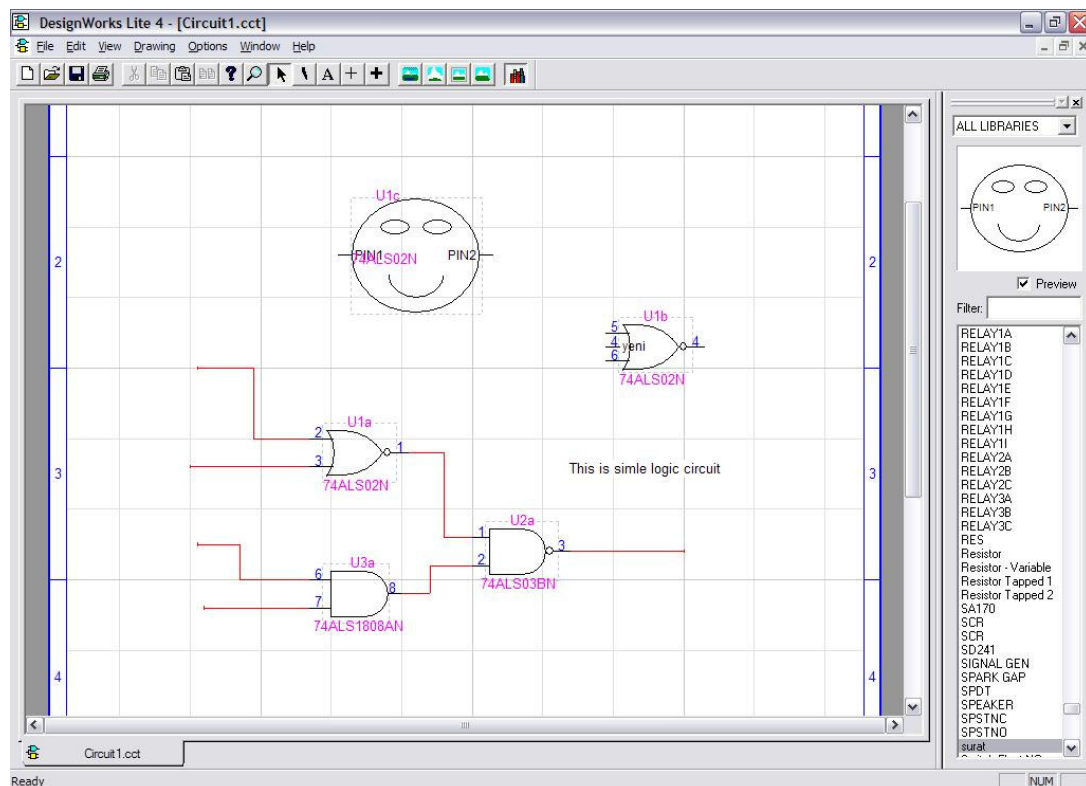 DesignWorks Lite 4 - [Circuit1.cct]
File Edit View Drawing Options Window Help
ALL LIBRARIES
PIN1 PIN2
Preview
Filter:
RELAY1A
RELAY1B
RELAY1C
RELAY1D
RELAY1E
RELAY1F
RELAY1G
RELAY1H
RELAY1I
RELAY2A
RELAY2B
RELAY2C
RELAY3A
RELAY3B
RELAY3C
RES
Resistor
Resistor - Variable
Resistor Tapped 1
Resistor Tapped 2
SA170
SCR
SCR
SD241
SIGNAL GEN
SPARK GAP
SPDT
SPEAKER
SPSTNC
SPSTNO
surat
U1c
PIN1 PIN2
74ALS02N
2 2
U1b
5
4 yeni 4
6
74ALS02N
U1a
2 1
3
74ALS02N
This is simle logic circuit
3 3
U2a
1 3
2
74ALS03BN
U3a
6 8
7
74ALS1808AN
4 4
Circuit1.cct
Ready NUM